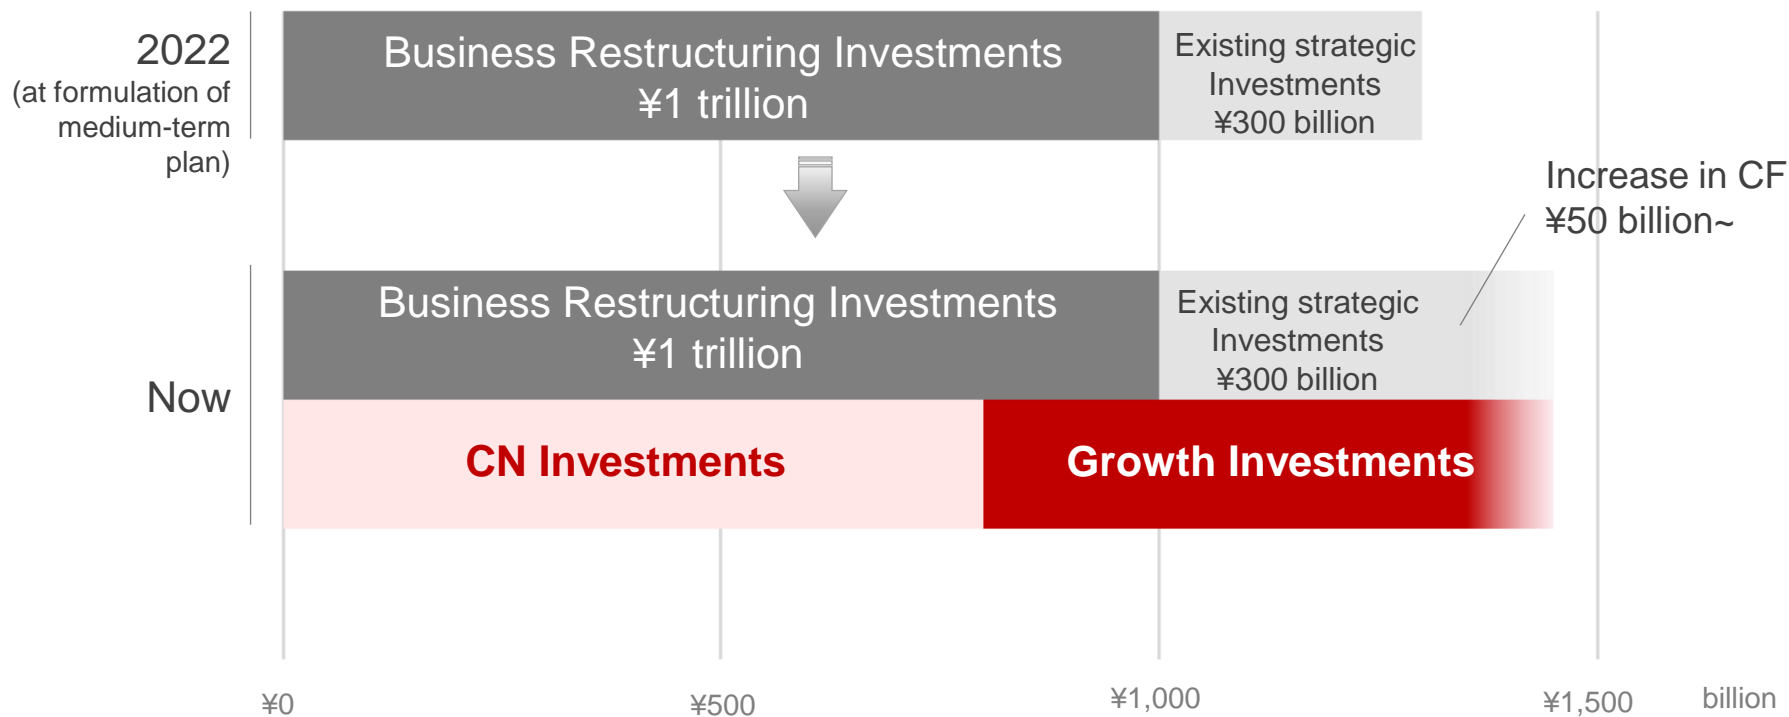 2022
(at formulation of
medium-term
plan)
Business Restructuring Investments
¥1 trillion
Existing strategic
Investments
¥300 billion
Increase in CF
¥50 billion~
Now
Business Restructuring Investments
¥1 trillion
Existing strategic
Investments
¥300 billion
CN Investments
Growth Investments
¥0
¥500
¥1,000
¥1,500
billion